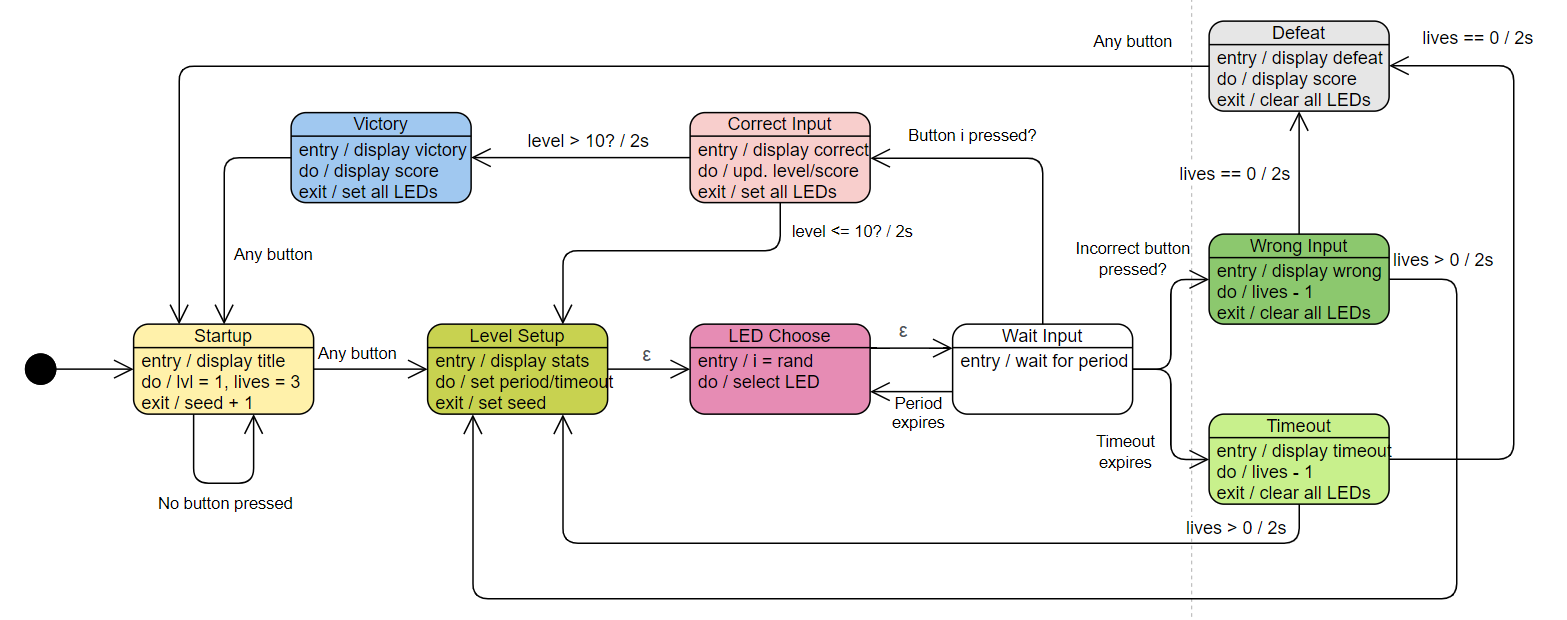 Any button
Defeat
entry / display defeat
do / display score
exit / clear all LEDs
lives == 0 / 2s
Victory
entry / display victory
do / display score
exit / set all LEDs
level > 10? / 2s
Correct Input
entry / display correct
do / upd. level/score
exit / set all LEDs
Button i pressed?
lives == 0 / 2s
level <= 10? / 2s
Any button
Incorrect button
pressed?
Wrong Input
entry / display wrong
do / lives - 1
exit / clear all LEDs
lives > 0 / 2s
Startup
entry / display title
do / lvl = 1, lives = 3
exit / seed + 1
Any button
Level Setup
entry / display stats
do / set period/timeout
exit / set seed
ε
LED Choose
entry / i = rand
do / select LED
ε
Wait Input
entry / wait for period
Period
expires
Timeout
expires
Timeout
entry / display timeout
do / lives - 1
exit / clear all LEDs
No button pressed
lives > 0 / 2s